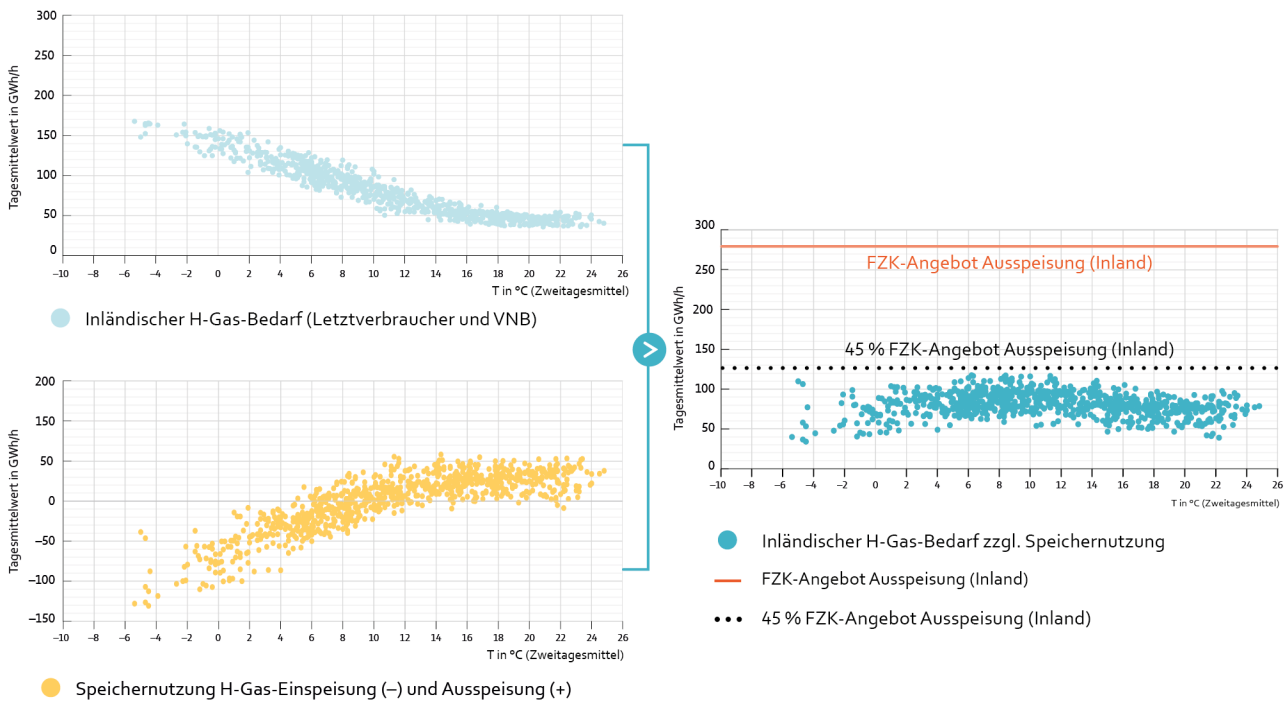 300
250
200
150
100
50
0
Tagesmittelwert in GWh/h
−10 −8 −6 −4 −2 0 2 4 6 8 10 12 14 16 18 20 22 24 26
T in °C (Zweitagesmittel)
Inländischer H-Gas-Bedarf (Letztverbraucher und VNB)
200
150
50
0
−50
−100
−150
Tagesmittelwert in GWh/h
−10 −8 −6 −4 −2 0 2 4 6 8 10 12 14 16 18 20 22 24 26
T in °C (Zweitagesmittel)
Speichernutzung H-Gas-Einspeisung (–) und Ausspeisung (+)
300
250
200
150
100
50
0
Tagesmittelwert in GWh/h
FZK-Angebot Ausspeisung (Inland)
45 % FZK-Angebot Ausspeisung (Inland)
−10 −8 −6 −4 −2 0 2 4 6 8 10 12 14 16 18 20 22 24 26
T in °C (Zweitagesmittel)
Inländischer H-Gas-Bedarf zzgl. Speichernutzung
FZK-Angebot Ausspeisung (Inland)
45 % FZK-Angebot Ausspeisung (Inland)